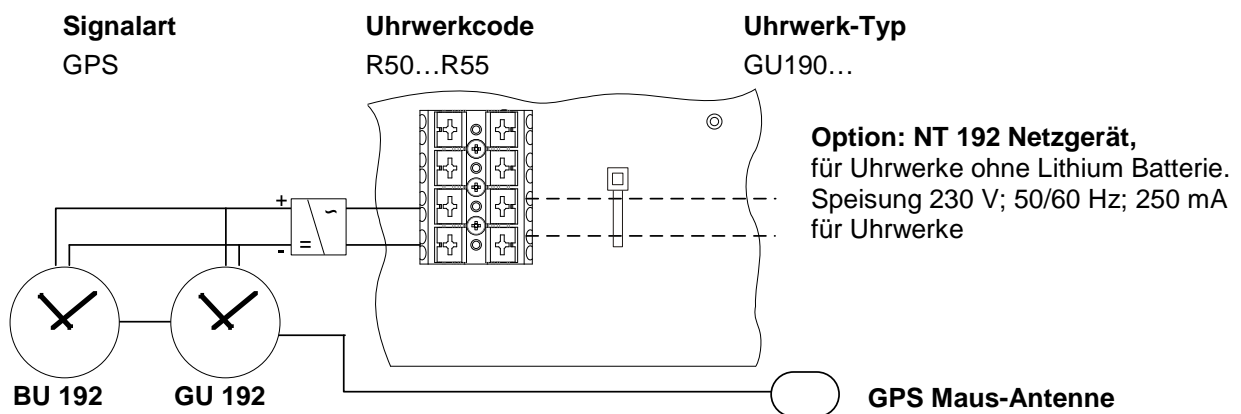 Signalart Uhrwerkcode Uhrwerk-Typ
GPS R50…R55 GU190…
Option: NT 192 Netzgerät,
für Uhrwerke ohne Lithium Batterie.
Speisung 230 V; 50/60 Hz; 250 mA
für Uhrwerke
+ ~
- =
BU 192 GU 192 GPS Maus-Antenne